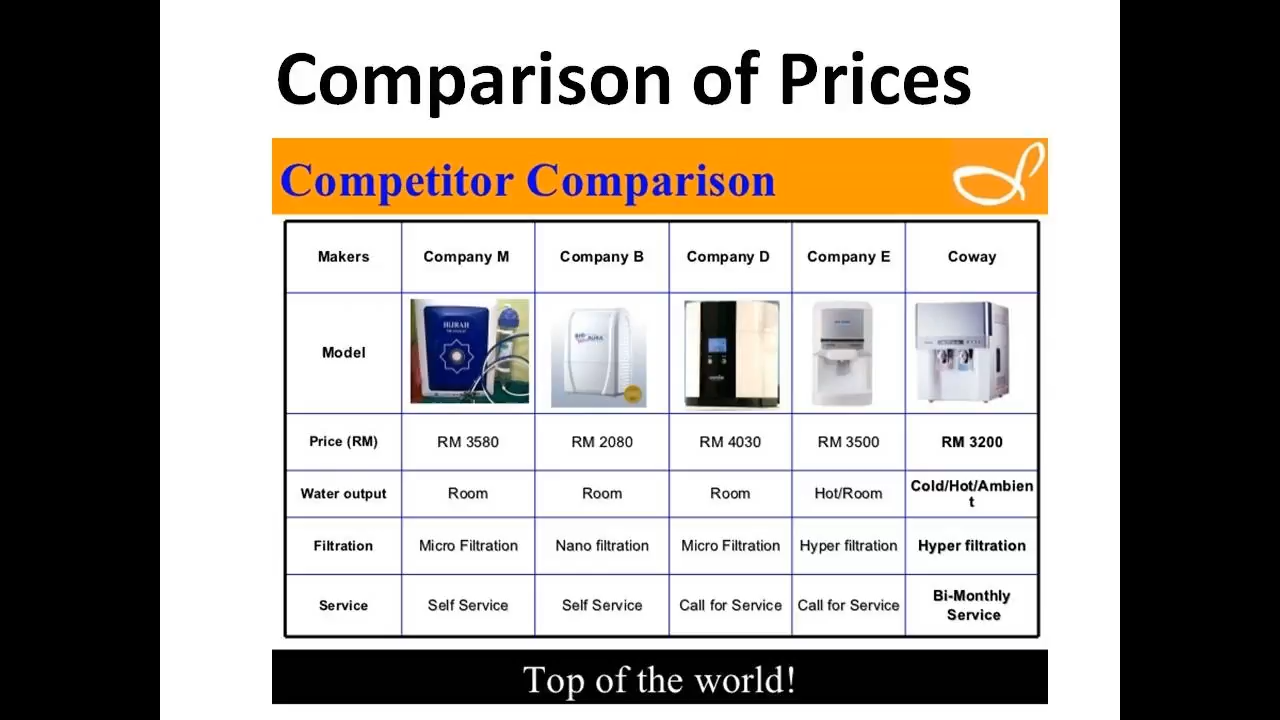 Comparison of Prices
Competitor Comparison
Makers Company M Company B Company D Company E Coway
HIJRAH
Model
Price (RM) RM 3580 RM 2080 RM 4030 RM 3500 RM 3200
Water output Room Room Room Hot/Room Cold/Hot/Ambien
t
Filtration Micro Filtration Nano filtration Micro Filtration Hyper filtration Hyper filtration
Service Self Service Self Service Call for Service Call for Service Bi-Monthly
Service
Top of the world!